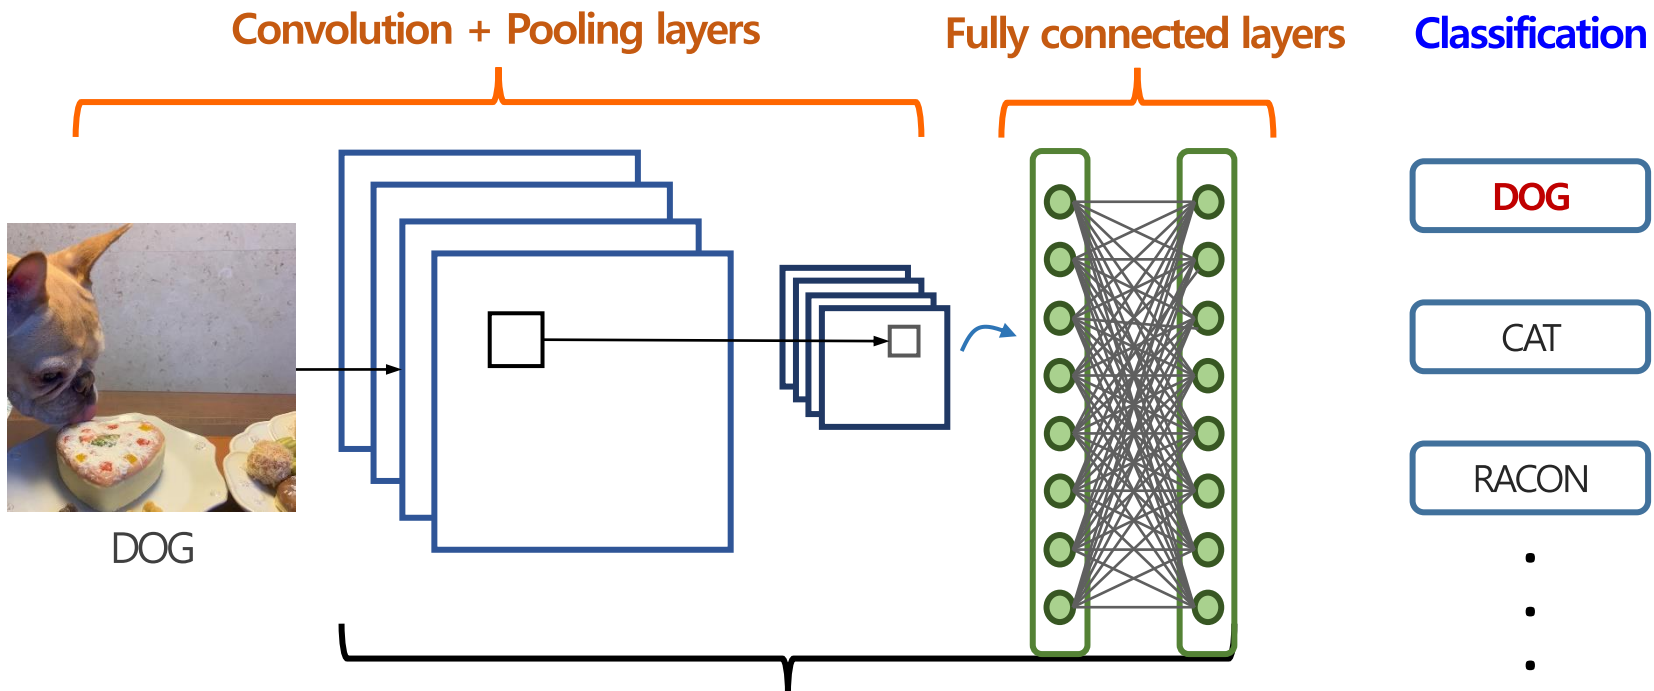 Convolution + Pooling layers
Fully connected layers
Classification
DOG
DOG
CAT
RACON